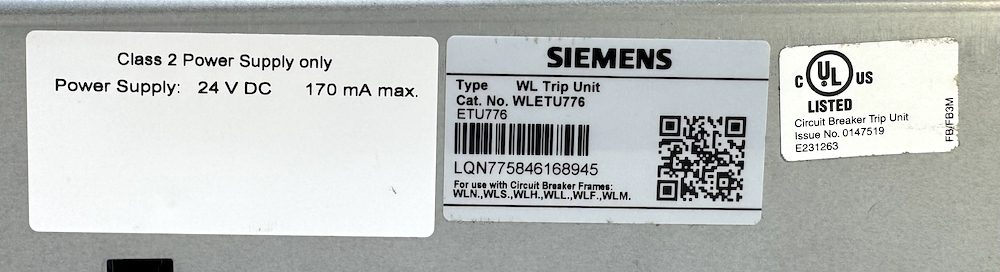 Class 2 Power Supply only
Power Supply: 24 V DC 170 mA max.
SIEMENS
Type WL Trip Unit
Cat. No. WLETU776
ETU776
LQN775846168945
For use with Circuit Breaker Frames:
WLN.,WLS.,WLH.,WLL.,WLF.,WLM.
C UL US
LISTED
Circuit Breaker Trip Unit
Issue No. 0147519
E231263
FB/FB3M